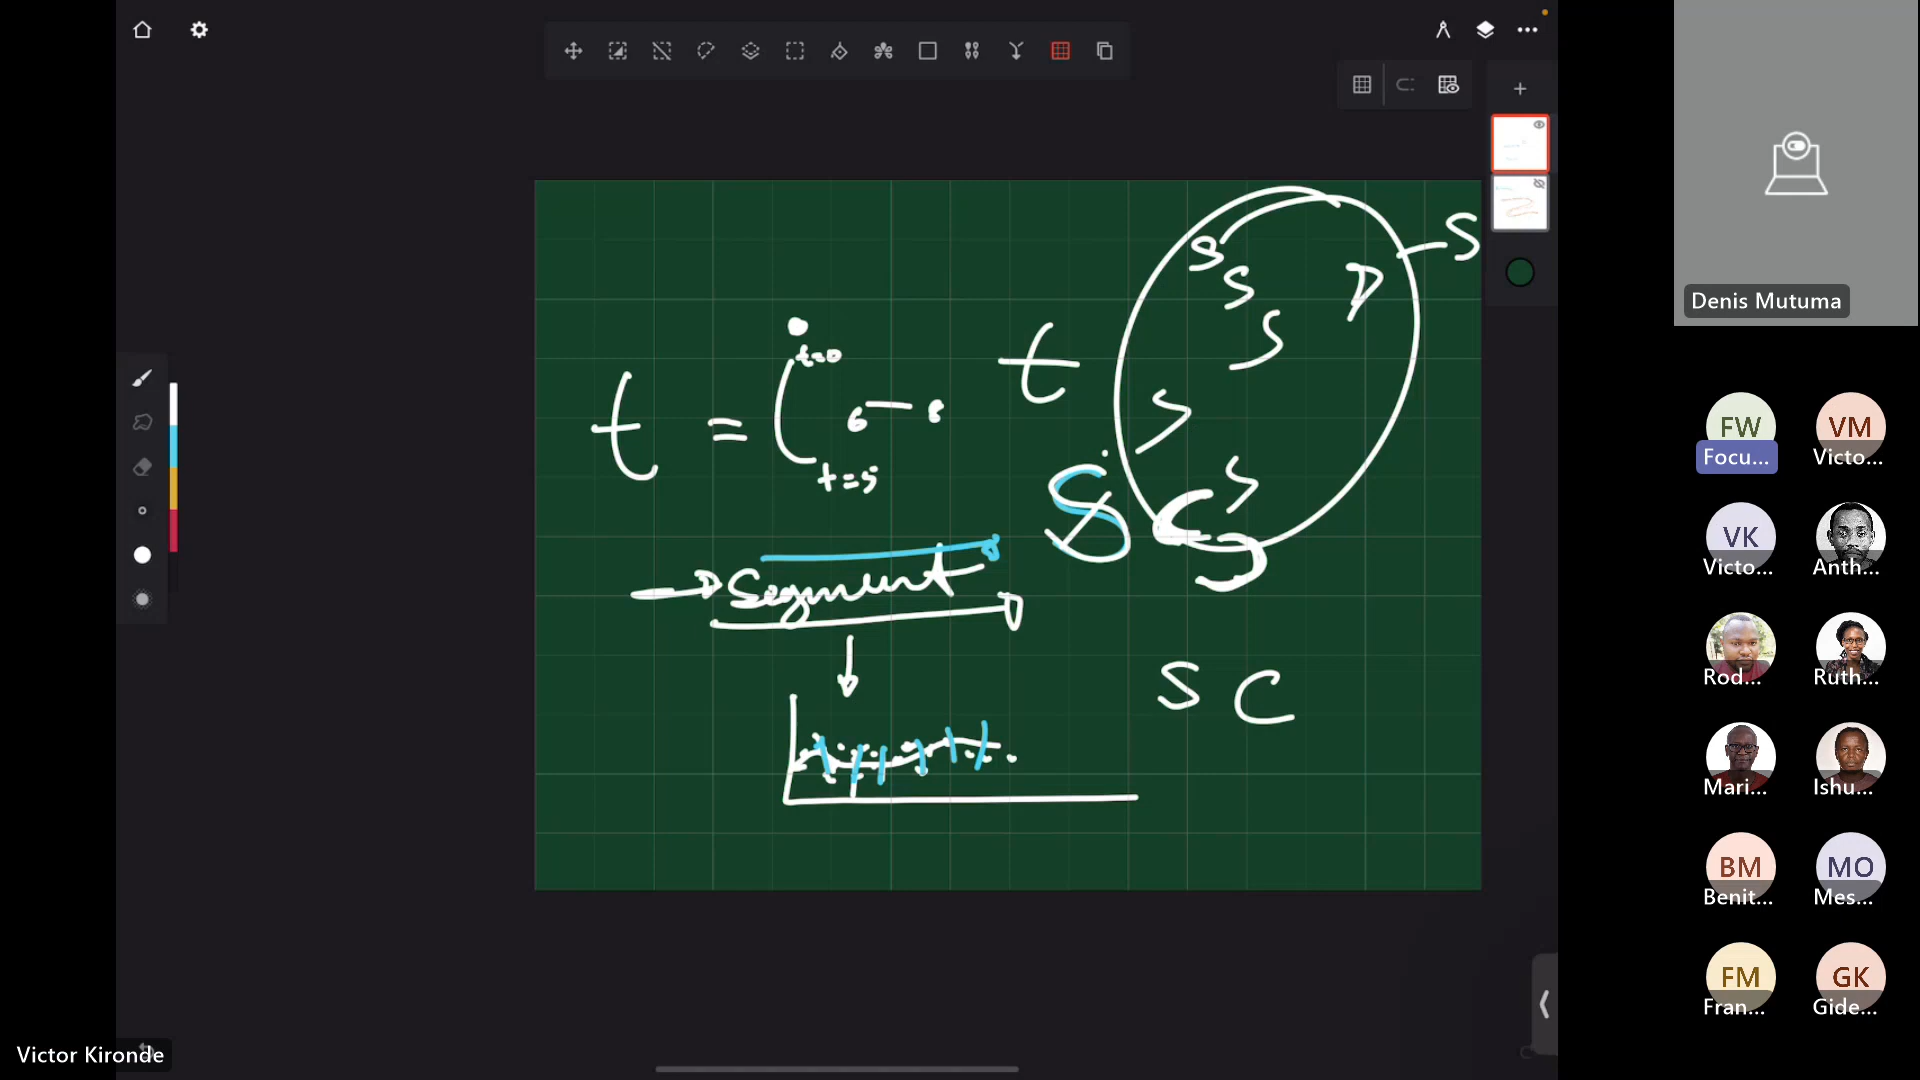 S
S
S
D
S
t=0
t
t = 6 – 8
t=5
S
S
Segment
S C
Denis Mutuma
FW
Focu...
VM
Victo...
VK
Victo...
Anth...
Rod...
Ruth...
Mari...
Ishu...
BM
Benit...
MO
Mes...
FM
Fran...
GK
Gide...
Victor Kironde